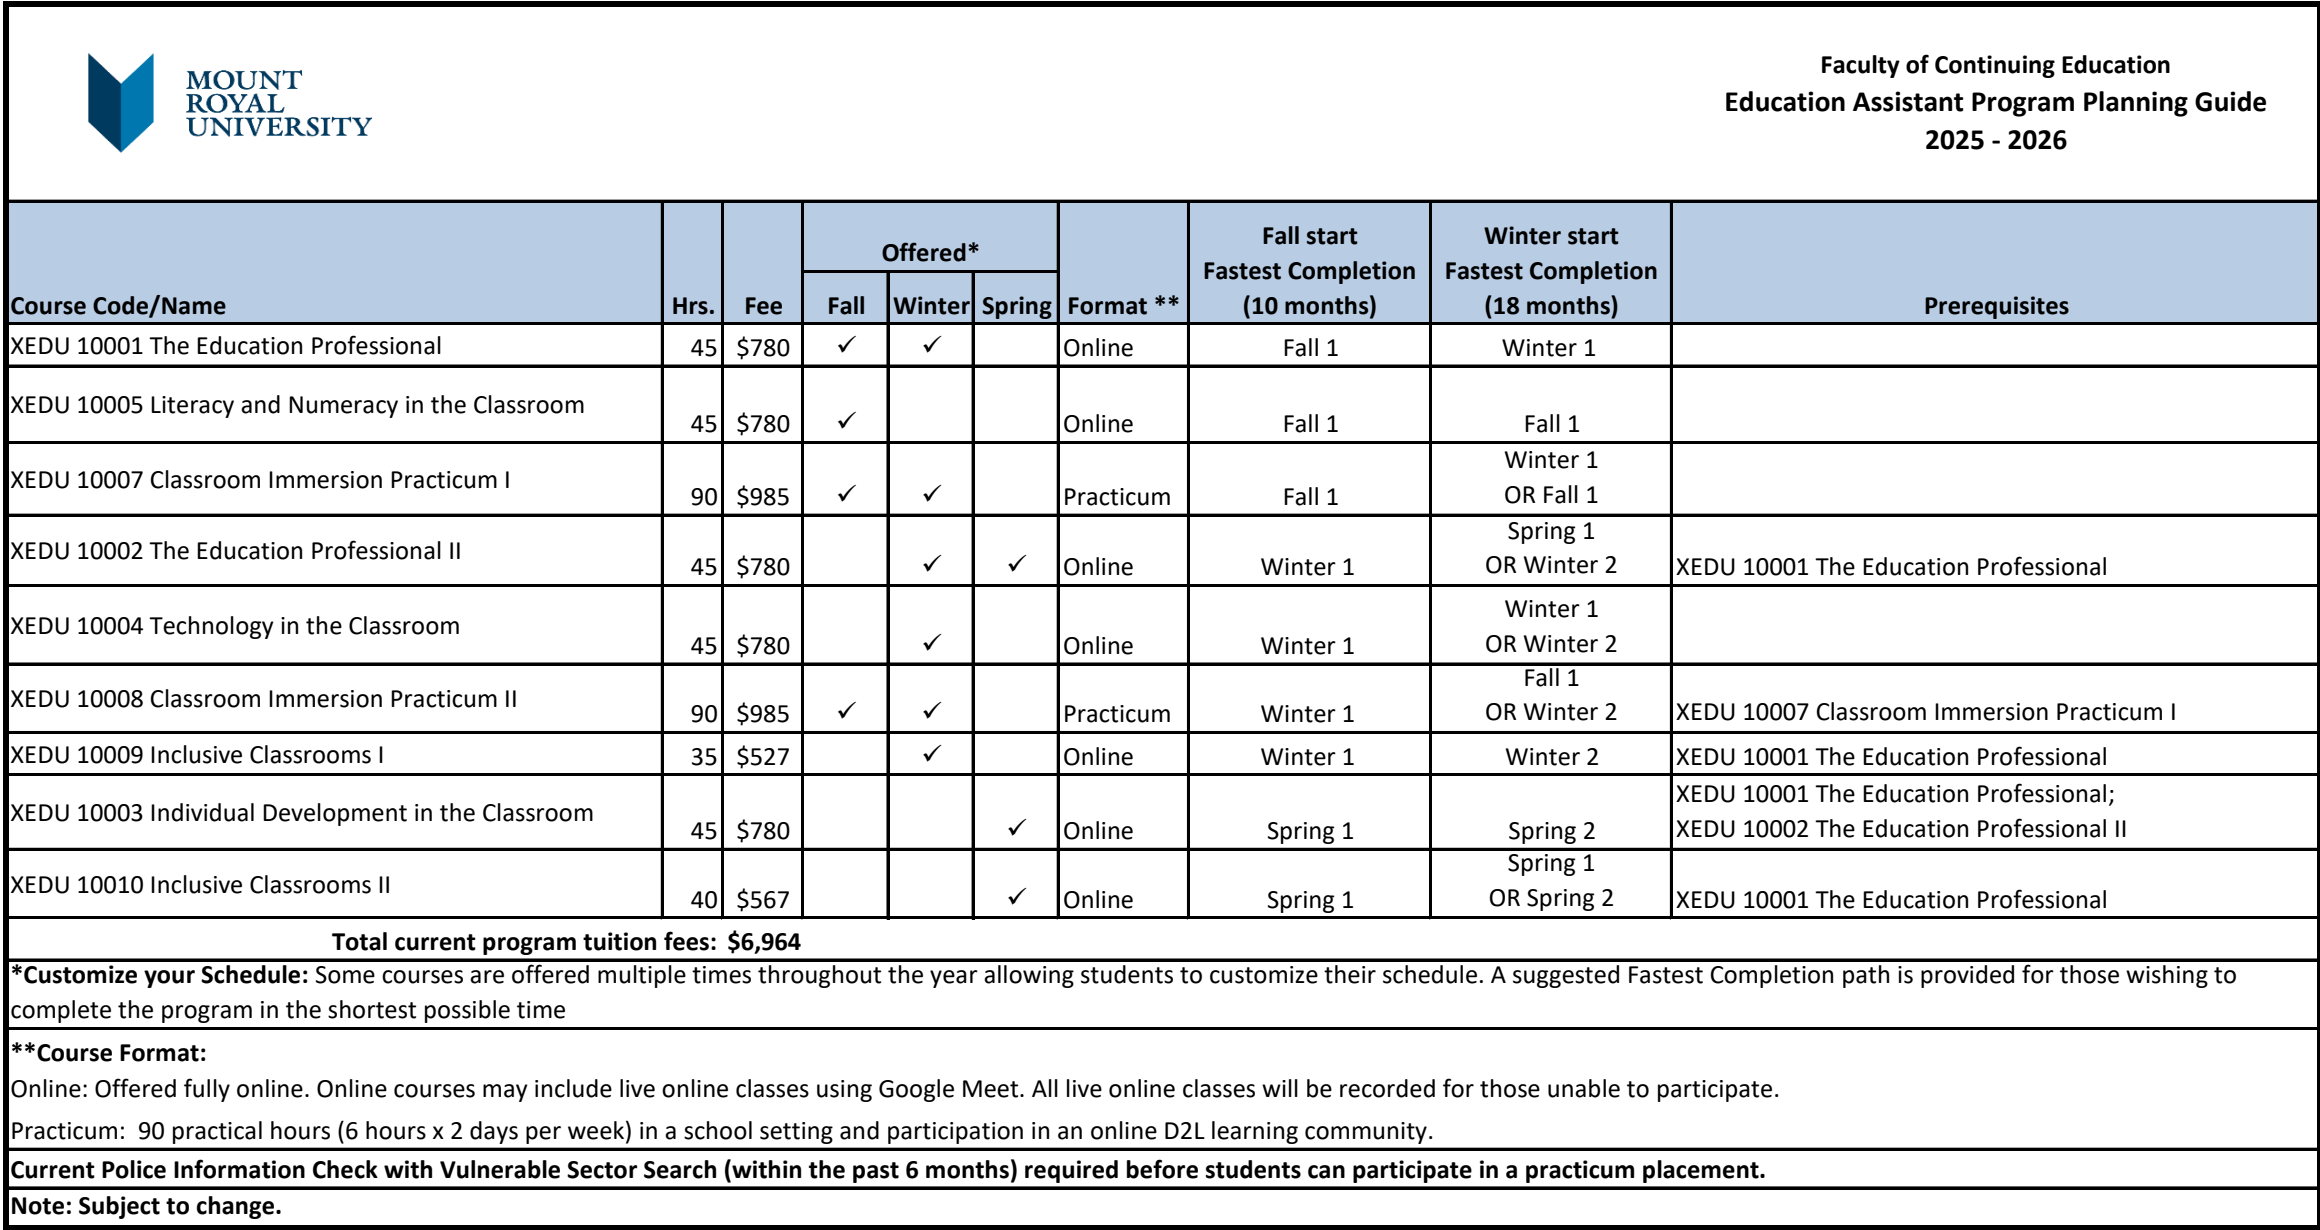 MOUNT
ROYAL
UNIVERSITY
Faculty of Continuing Education
Education Assistant Program Planning Guide
2025 - 2026
Course Code/Name Hrs. Fee Offered* Fall Winter Spring Format ** Fall start Fastest Completion (10 months) Winter start Fastest Completion (18 months) Prerequisites
XEDU 10001 The Education Professional 45 $780 ✓ ✓ Online Fall 1 Winter 1
XEDU 10005 Literacy and Numeracy in the Classroom 45 $780 ✓ Online Fall 1 Fall 1
XEDU 10007 Classroom Immersion Practicum I 90 $985 ✓ ✓ Practicum Fall 1 Winter 1 OR Fall 1
XEDU 10002 The Education Professional II 45 $780 ✓ ✓ Online Winter 1 Spring 1 OR Winter 2 XEDU 10001 The Education Professional
XEDU 10004 Technology in the Classroom 45 $780 ✓ Online Winter 1 Winter 1 OR Winter 2
XEDU 10008 Classroom Immersion Practicum II 90 $985 ✓ ✓ Practicum Winter 1 Fall 1 OR Winter 2 XEDU 10007 Classroom Immersion Practicum I
XEDU 10009 Inclusive Classrooms I 35 $527 ✓ Online Winter 1 Winter 2 XEDU 10001 The Education Professional
XEDU 10003 Individual Development in the Classroom 45 $780 ✓ Online Spring 1 Spring 2 XEDU 10001 The Education Professional; XEDU 10002 The Education Professional II
XEDU 10010 Inclusive Classrooms II 40 $567 ✓ Online Spring 1 Spring 1 OR Spring 2 XEDU 10001 The Education Professional
Total current program tuition fees: $6,964
*Customize your Schedule: Some courses are offered multiple times throughout the year allowing students to customize their schedule. A suggested Fastest Completion path is provided for those wishing to
complete the program in the shortest possible time
**Course Format:
Online: Offered fully online. Online courses may include live online classes using Google Meet. All live online classes will be recorded for those unable to participate.
Practicum: 90 practical hours (6 hours x 2 days per week) in a school setting and participation in an online D2L learning community.
Current Police Information Check with Vulnerable Sector Search (within the past 6 months) required before students can participate in a practicum placement.
Note: Subject to change.